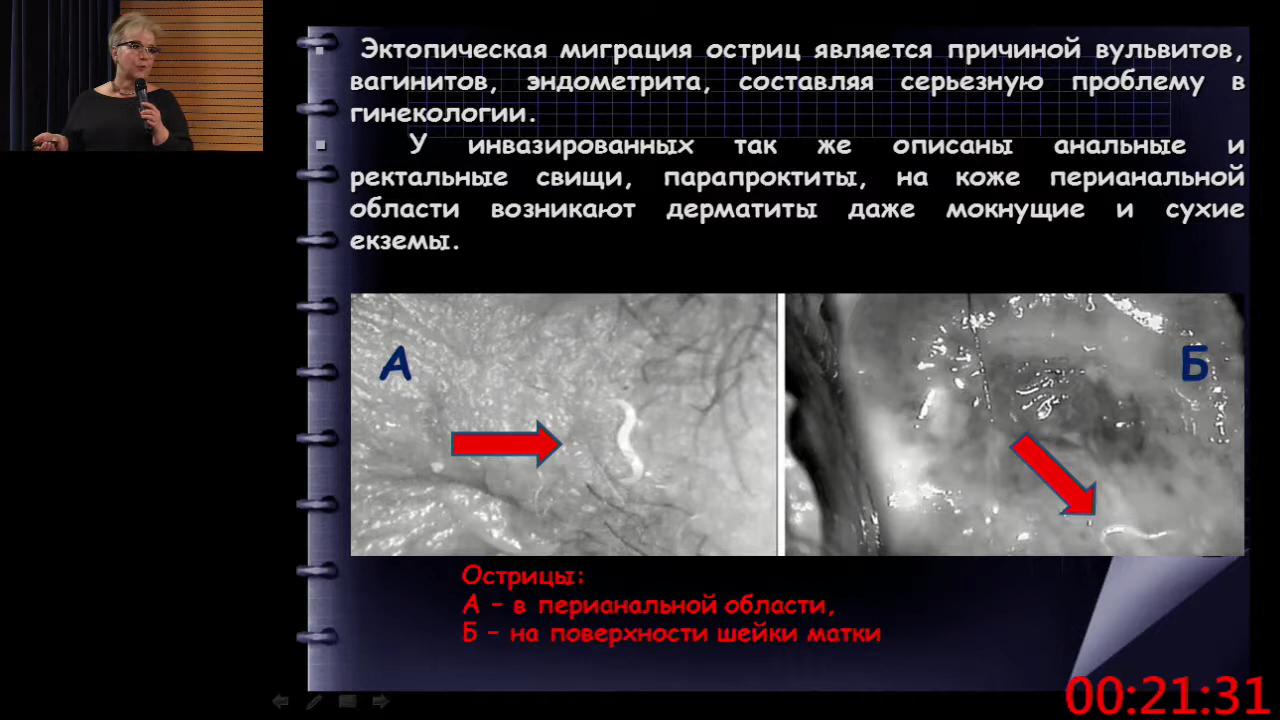 Эктопическая миграция остриц является причиной вульвитов,
вагинитов, эндометрита, составляя серьезную проблему в
гинекологии.
У инвазированных так же описаны анальные и
ректальные свищи, парапроктиты, на коже перианальной
области возникают дерматиты даже мокнущие и сухие
екземы.
А
Б
Острицы:
А – в перианальной области,
Б – на поверхности шейки матки
00:21:31